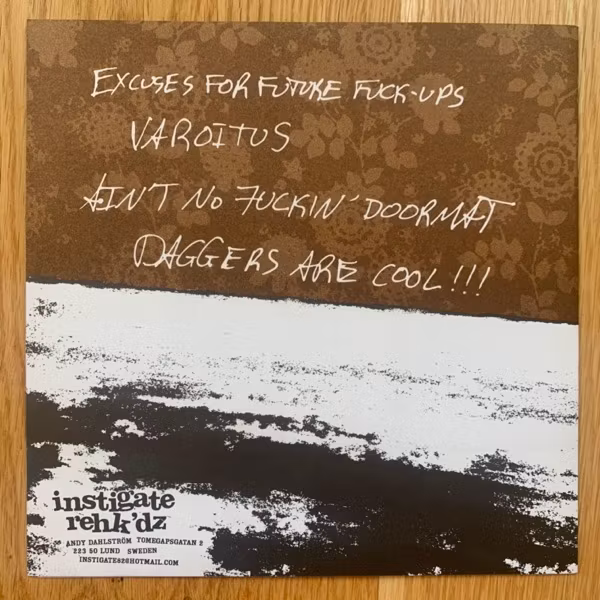 EXCUSES FOR FUTURE FUCK-UPS
VAROITUS
AIN'T NO FUCKIN' DOORMAT
DAGGERS ARE COOL!!!
instigate
rehk'dz
ANDY DAHLSTRÖM TOMEGAPSGATAN 2
223 50 LUND SWEDEN
INSTIGATE82@HOTMAIL.COM